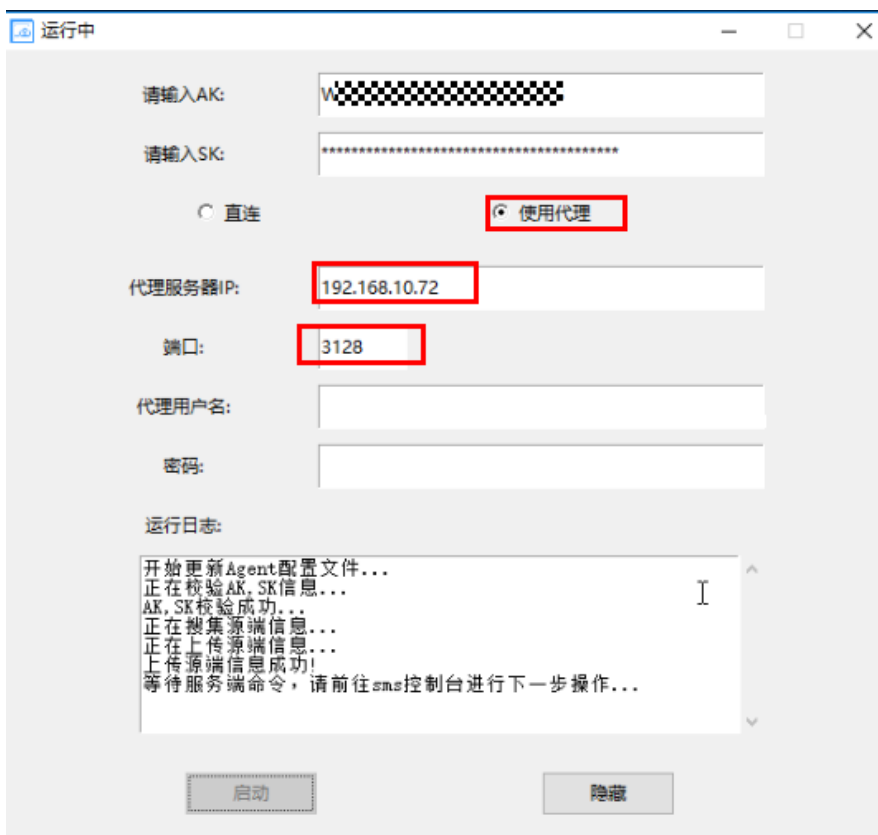 运行中
请输入AK:
W
请输入SK:
****************************************
直连
使用代理
代理服务器IP:
192.168.10.72
端口:
3128
代理用户名:
密码:
运行日志:
开始更新Agent配置文件...
正在校验AK,SK信息...
AK,SK校验成功...
正在搜集源端信息...
正在上传源端信息...
上传源端信息成功!
等待服务端命令，请前往sms控制台进行下一步操作...
启动
隐藏